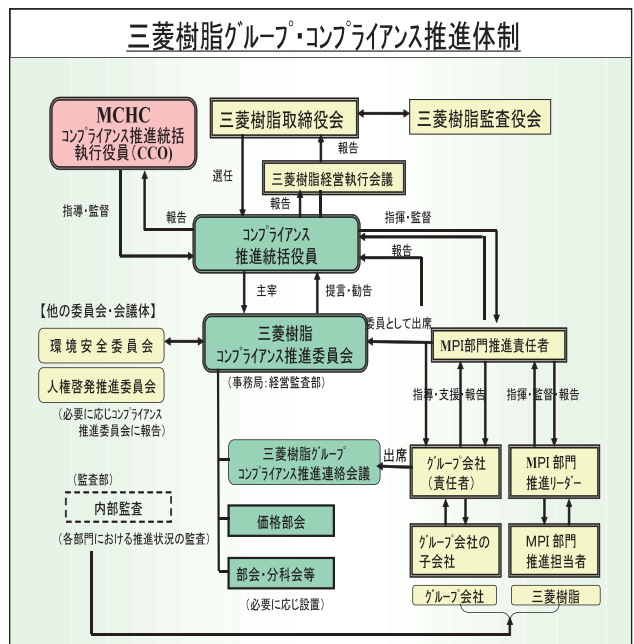 三菱樹脂グループ・コンプライアンス推進体制
MCHC
コンプライアンス推進統括
執行役員(CCO)
三菱樹脂取締役会
三菱樹脂監査役会
報告
選任
三菱樹脂経営執行会議
指導・監督
報告
報告
指揮・監督
コンプライアンス
推進統括役員
報告
主宰
提言・勧告
【他の委員会・会議体】
委員として出席
環境安全委員会
三菱樹脂
コンプライアンス推進委員会
MPI部門推進責任者
人権啓発推進委員会
(事務局:経営監査部)
指導・支援・報告
指揮・監督・報告
(必要に応じコンプライアンス
推進委員会に報告)
三菱樹脂グループ
コンプライアンス推進連絡会議
出席
グループ会社
(責任者)
MPI部門
推進リーダー
(監査部)
内部監査
(各部門における推進状況の監査)
価格部会
グループ会社の
子会社
MPI部門
推進担当者
部会・分科会等
(必要に応じ設置)
グループ会社
三菱樹脂